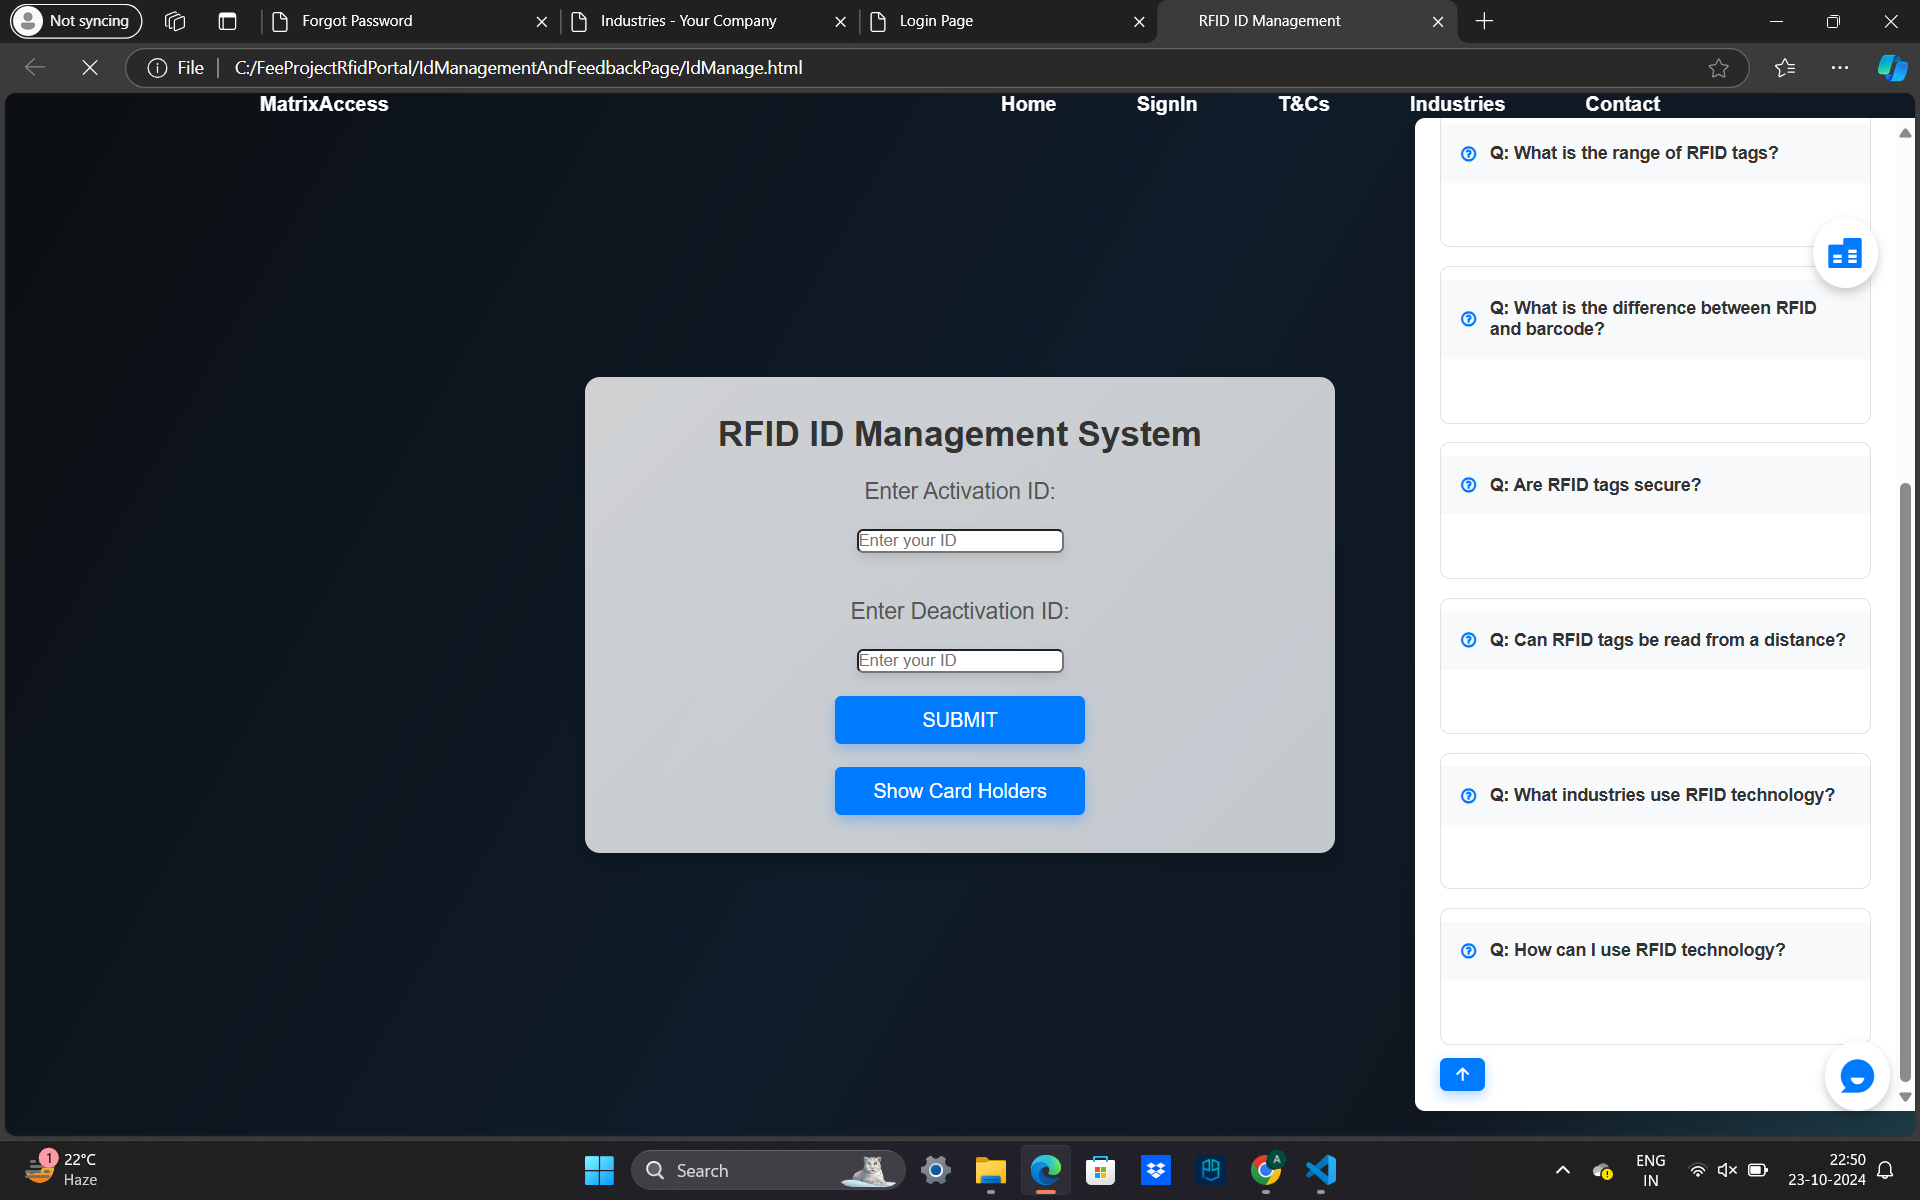 Not syncing
Forgot Password
Industries - Your Company
Login Page
RFID ID Management
File
C:/FeeProjectRfidPortal/IdManagementAndFeedbackPage/IdManage.html
MatrixAccess
Home
SignIn
T&Cs
Industries
Contact
Q: What is the range of RFID tags?
Q: What is the difference between RFID
and barcode?
Q: Are RFID tags secure?
Q: Can RFID tags be read from a distance?
Q: What industries use RFID technology?
Q: How can I use RFID technology?
RFID ID Management System
Enter Activation ID:
Enter your ID
Enter Deactivation ID:
Enter your ID
SUBMIT
Show Card Holders
1
22°C
Haze
Search
A
ENG
IN
22:50
23-10-2024